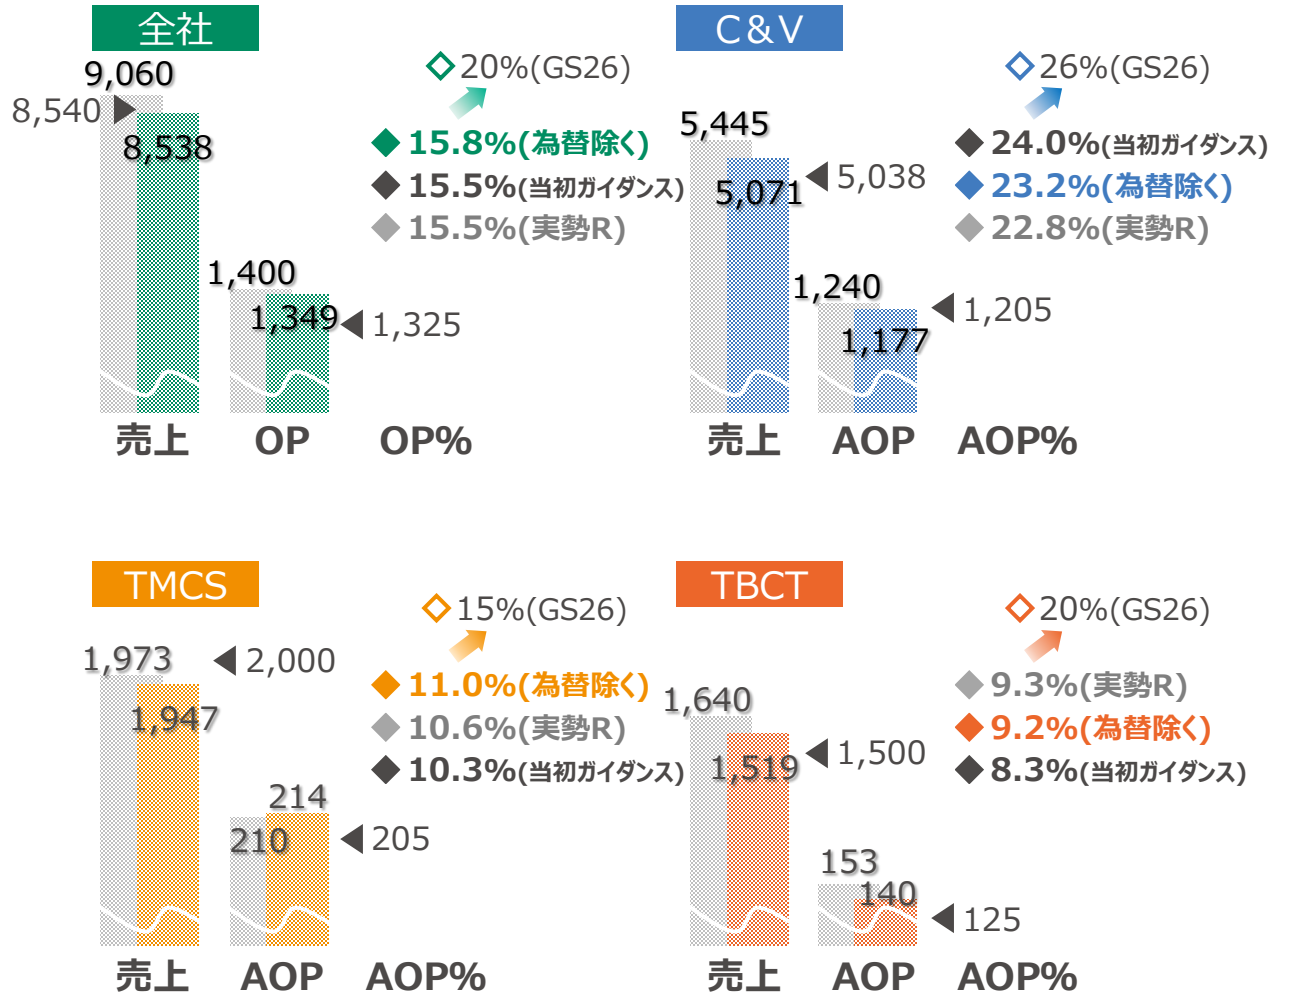 全社
9,060
8,540
8,538
1,400
1,349
1,325
20%(GS26)
15.8%(為替除く)
15.5%(当初ガイダンス)
15.5%(実勢R)
売上
OP
OP%
C&V
5,445
5,071
5,038
1,240
1,177
1,205
26%(GS26)
24.0%(当初ガイダンス)
23.2%(為替除く)
22.8%(実勢R)
売上
AOP
AOP%
TMCS
1,973
2,000
1,947
214
210
205
15%(GS26)
11.0%(為替除く)
10.6%(実勢R)
10.3%(当初ガイダンス)
売上
AOP
AOP%
TBCT
1,640
1,519
1,500
153
140
125
20%(GS26)
9.3%(実勢R)
9.2%(為替除く)
8.3%(当初ガイダンス)
売上
AOP
AOP%